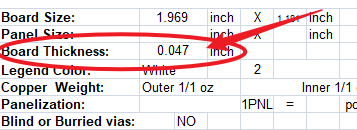 Board Size: 1.969 inch X inch
Panel Size: inch X inch
Board Thickness: 0.047 inch
Legend Color: White 2
Copper Weight: Outer 1/1 oz Inner 1/1
Panelization: 1PNL =
Blind or Burried vias: NO